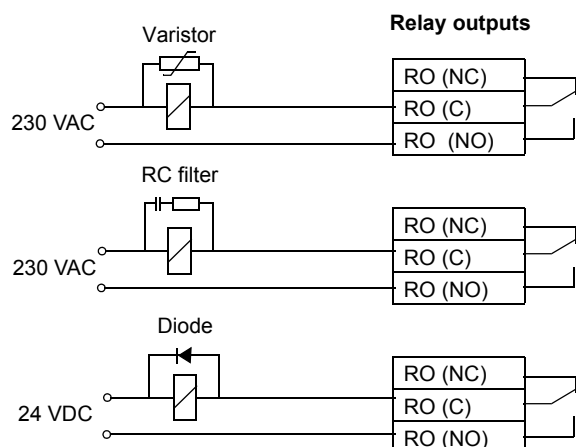 Relay outputs
Varistor
230 VAC
RO (NC)
RO (C)
RO (NO)
RC filter
230 VAC
RO (NC)
RO (C)
RO (NO)
Diode
24 VDC
RO (NC)
RO (C)
RO (NO)